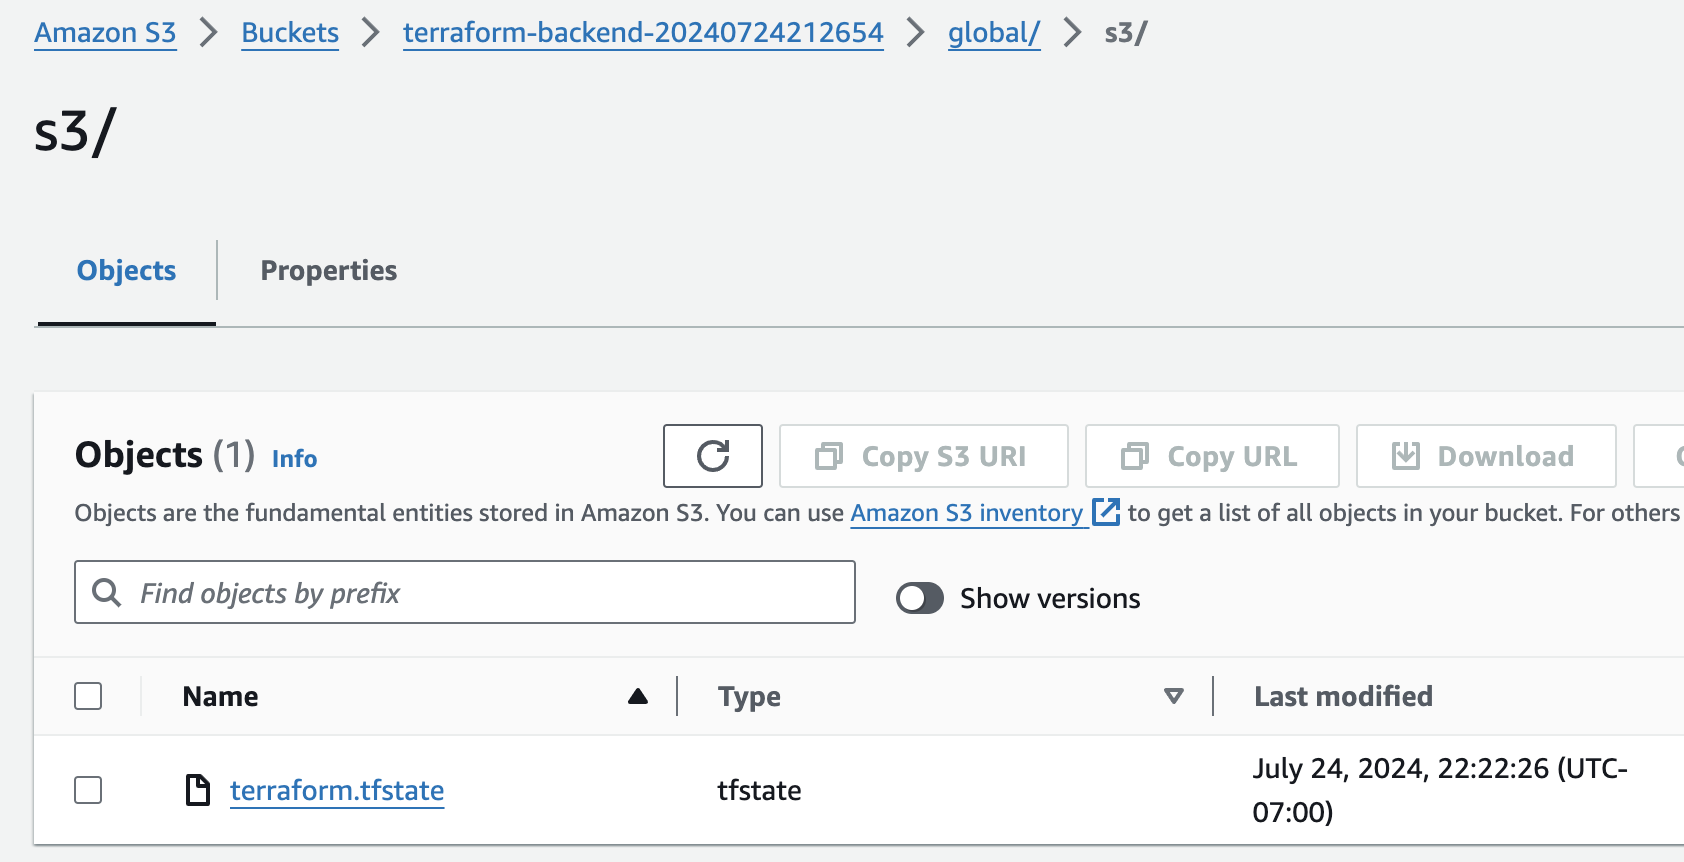 Amazon S3 > Buckets > terraform-backend-20240724212654 > global/ > s3/
s3/
Objects Properties
Objects (1) Info Copy S3 URI Copy URL Download
Objects are the fundamental entities stored in Amazon S3. You can use Amazon S3 inventory to get a list of all objects in your bucket. For others
Find objects by prefix Show versions
Name Type Last modified
terraform.tfstate tfstate July 24, 2024, 22:22:26 (UTC-
07:00)